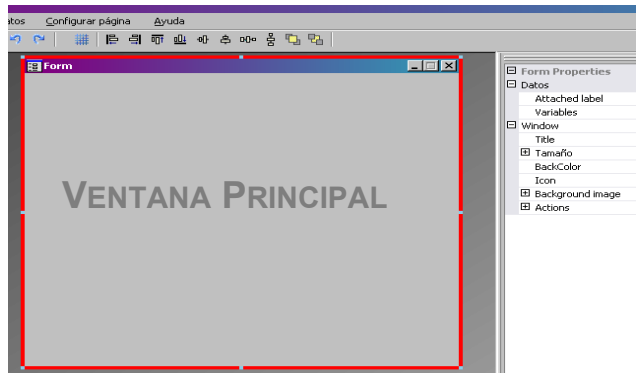 atos Configurar página Ayuda
Form
VENTANA PRINCIPAL
Form Properties
Datos
Attached label
Variables
Window
Title
Tamaño
BackColor
Icon
Background image
Actions